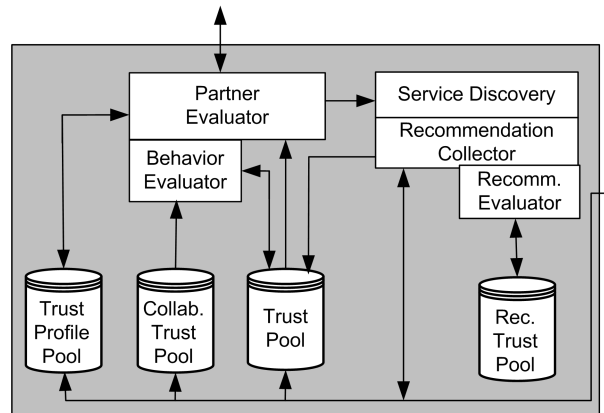 Partner
Evaluator
Service Discovery
Recommendation
Collector
Behavior
Evaluator
Recomm.
Evaluator
Trust
Profile
Pool
Collab.
Trust
Pool
Trust
Pool
Rec.
Trust
Pool